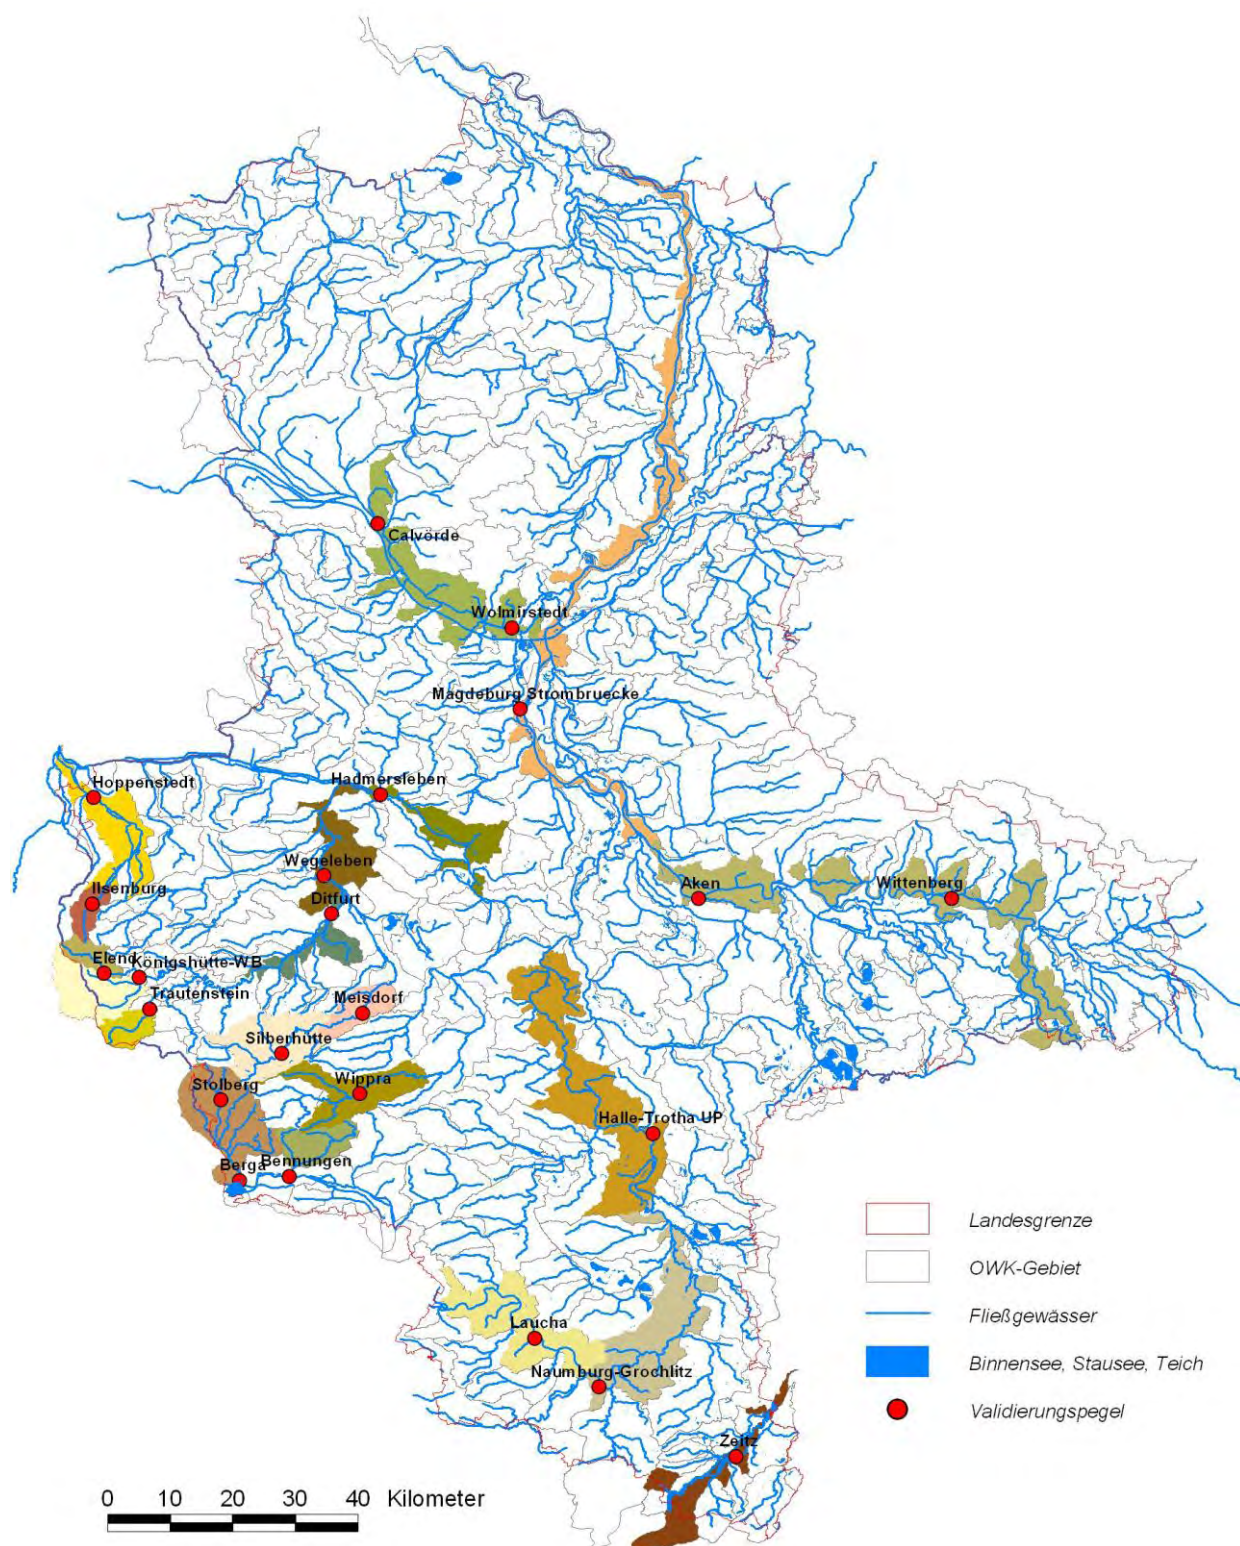 Calvörde
Wolmirstedt
Magdeburg Strombruecke
Hoppenstedt
Hadmersleben
Wegeleben
Ilsenburg
Ditfurt
Aken
Wittenberg
Elend
Königshütte-WB
Trautenstein
Meisdorf
Silberhütte
Stolberg
Wippra
Halle-Trotha UP
Berga
Bennungen
Laucha
Naumburg-Grochlitz
Zeitz
Landesgrenze
OWK-Gebiet
Fließgewässer
Binnensee, Stausee, Teich
Validierungspegel
0 10 20 30 40 Kilometer